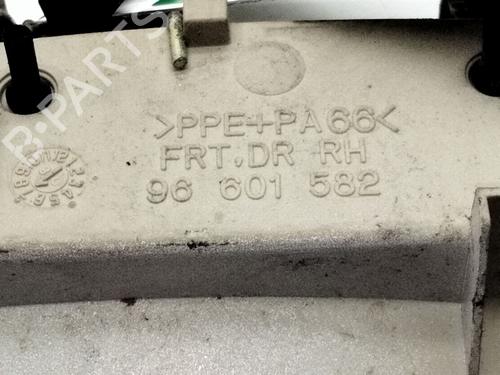 >PPE+PA66<
FRT.DR RH
96 601 582
B-PARTS